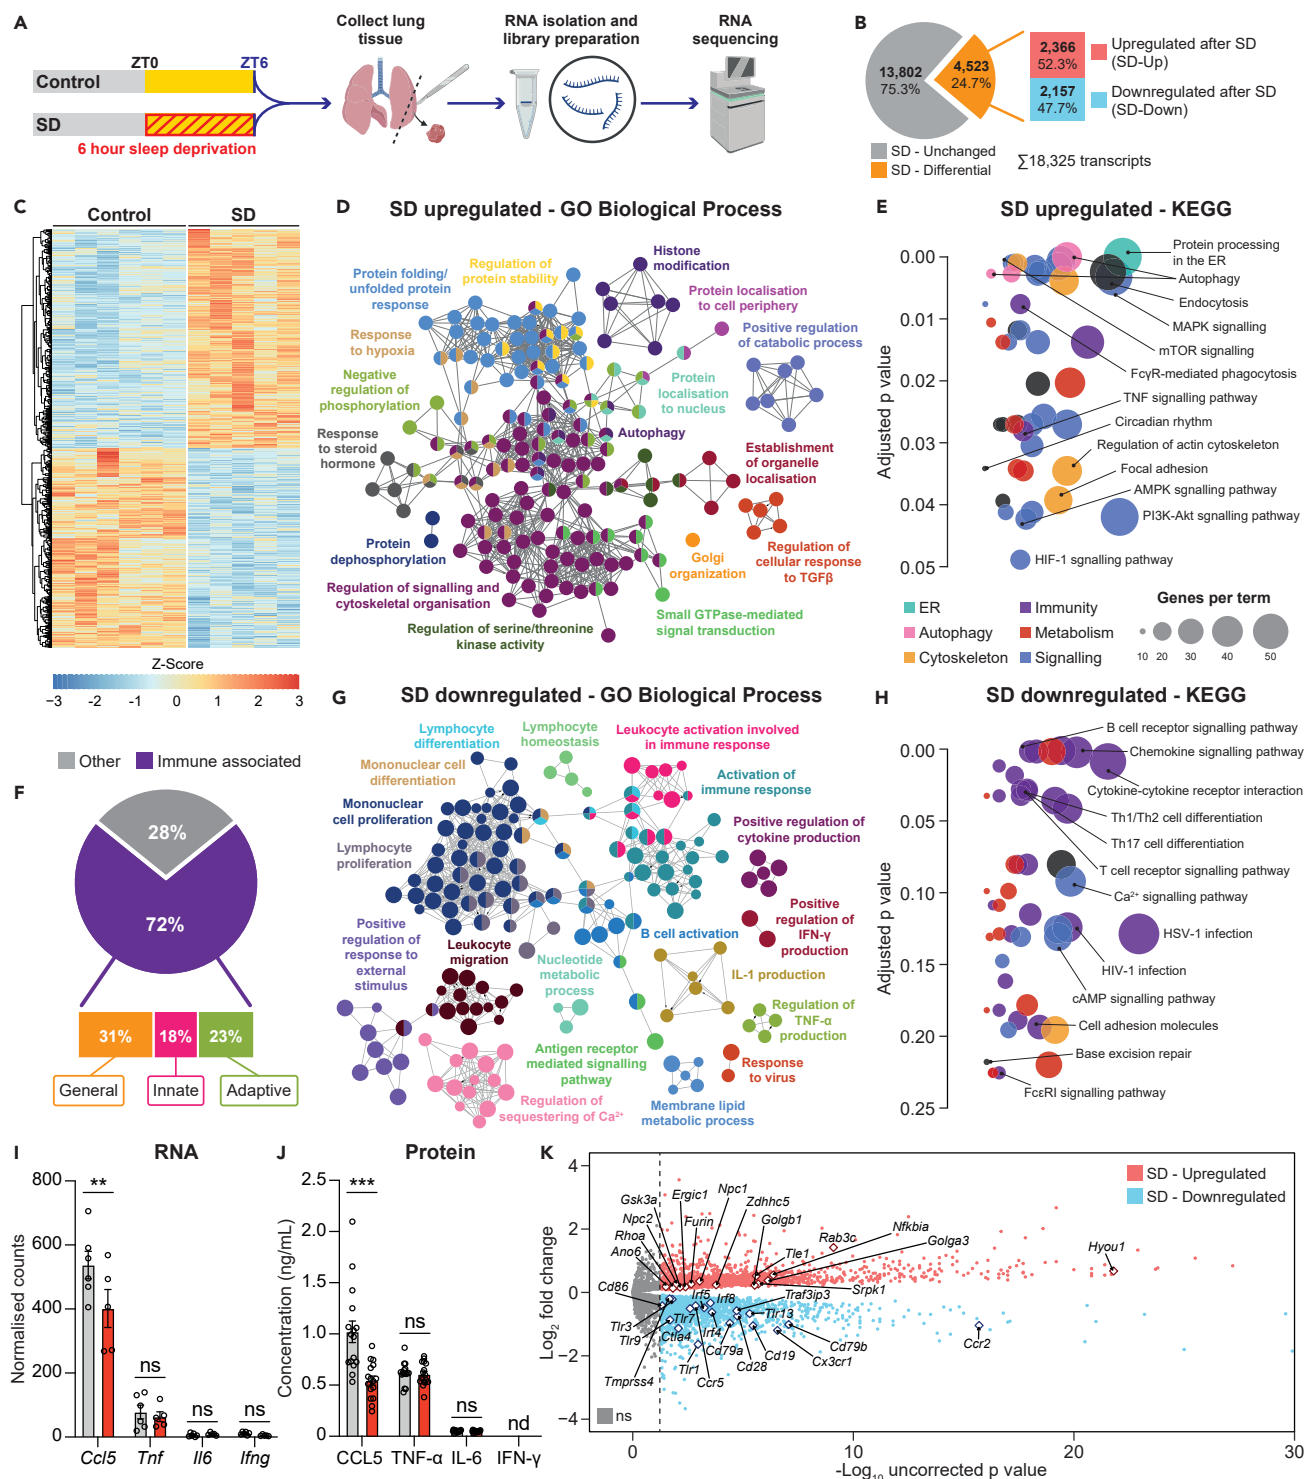 A
Control
SD
ZT0
ZT6
6 hour sleep deprivation
Collect lung
tissue
RNA isolation and
library preparation
RNA
sequencing
B
13,802
75.3%
4,523
24.7%
2,366
52.3%
2,157
47.7%
Upregulated after SD
(SD-Up)
Downregulated after SD
(SD-Down)
SD - Unchanged
SD - Differential
∑18,325 transcripts
C
Control
SD
Z-Score
−3
-2
-1
0
1
2
3
D
SD upregulated - GO Biological Process
Protein folding/
unfolded protein
response
Regulation of
protein stability
Histone
modification
Protein localisation
to cell periphery
Positive regulation
of catabolic process
Response
to hypoxia
Negative
regulation of
phosphorylation
Protein
localisation
to nucleus
Response
to steroid
hormone
Autophagy
Establishment
of organelle
localisation
Protein
dephosphorylation
Golgi
organization
Regulation of
cellular response
to TGFβ
Regulation of signalling and
cytoskeletal organisation
Small GTPase-mediated
signal transduction
Regulation of serine/threonine
kinase activity
E
SD upregulated - KEGG
Adjusted p value
0.00
0.01
0.02
0.03
0.04
0.05
Protein processing
in the ER
Autophagy
Endocytosis
MAPK signalling
mTOR signalling
FcγR-mediated phagocytosis
TNF signalling pathway
Circadian rhythm
Regulation of actin cytoskeleton
Focal adhesion
AMPK sgnalling pathway
PI3K-Akt sgnalling pathway
HIF-1 signalling pathway
ER
Autophagy
Cytoskeleton
Immunity
Metabolism
Signalling
Genes per term
10 20 30 40 50
F
Other
Immune associated
28%
72%
31%
18%
23%
General
Innate
Adaptive
G
SD downregulated - GO Biological Process
Lymphocyte
differentiation
Lymphocyte
homeostasis
Leukocyte activation involved
in immune response
Mononuclear cell
differentiation
Activation of
immune response
Mononuclear
cell proliferation
Positive regulation of
cytokine production
Lymphocyte
proliferation
Positive
regulation of
IFN-γ
production
Positive
regulation of
response to
external
stimulus
Leukocyte
migration
B cell activation
Nucleotide
metabolic
process
IL-1 production
Regulation of
TNF-α
production
Antigen receptor
mediated signalling
pathway
Response
to virus
Regulation of
sequestering of Ca2+
Membrane lipid
metabolic process
H
SD downregulated - KEGG
Adjusted p value
0.00
0.05
0.10
0.15
0.20
0.25
B cell receptor signalling pathway
Chemokine signalling pathway
Cytokine-cytokine receptor interaction
Th1/Th2 cell differentiation
Th17 cell differentiation
T cell receptor signalling pathway
Ca2+ signalling pathway
HSV-1 infection
HIV-1 infection
cAMP signalling pathway
Cell adhesion molecules
Base excision repair
FcεRI signalling pathway
I
RNA
Normalised counts
800
600
400
200
0
**
ns
ns
ns
Ccl5
Tnf
Il6
Ifng
J
Protein
Concentration (ng/mL)
2.5
2.0
1.5
1.0
0.5
0
***
ns
ns
nd
CCL5
TNF-α
IL-6
IFN-γ
K
Log2 fold change
4
2
0
−2
−4
SD - Upregulated
SD - Downregulated
Gsk3a
Ergic1
Npc1
Zdhhc5
Npc2
Furin
Golgb1
Rhoa
Ano6
Tle1
Rab3c
Nfkbia
Golga3
Hyou1
Cd86
Irf5
Irf8
Traf3ip3
Srpk1
Tlr3
Tlr7
Tlr13
Tlr9
Ctla4
Irf4
Cd79a
Cd79b
Ccr2
Tmprss4
Tlr1
Ccr5
Cd28
Cd19
Cx3cr1
ns
0
10
20
30
-Log10 uncorrected p value